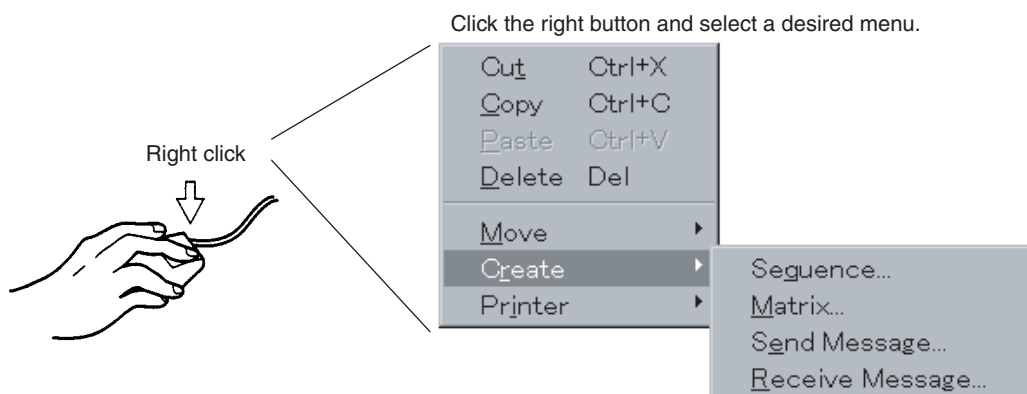 Click the right button and select a desired menu.
Cut Ctrl+X
Copy Ctrl+C
Paste Ctrl+V
Delete Del
Right click
Move
Create
Printer
Seguence...
Matrix...
Send Message...
Receive Message...